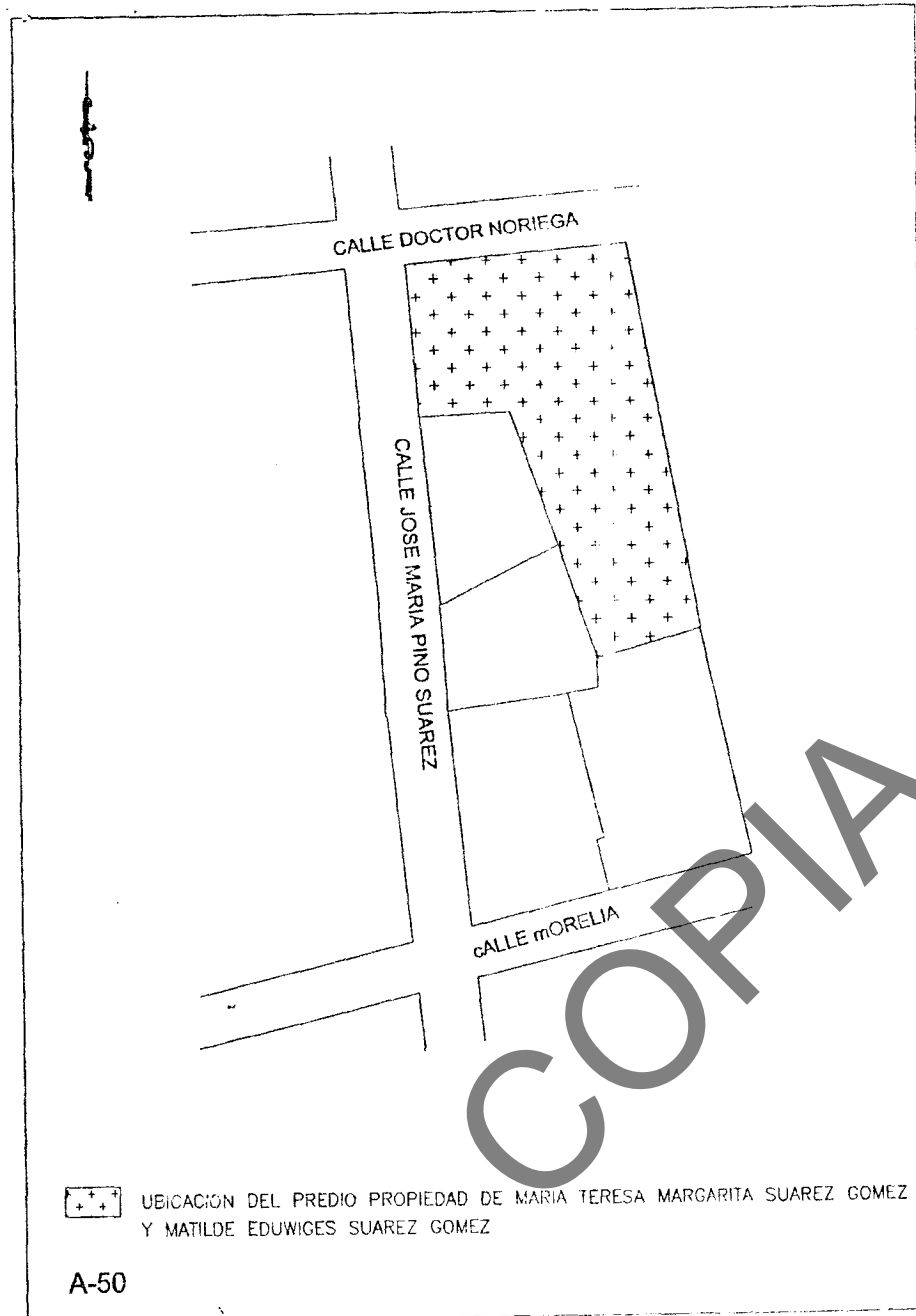 CALLE DOCTOR NORIEGA
CALLE JOSE MARIA PINO SUAREZ
cALLE mORELIA
COPIA
UBICACION DEL PREDIO PROPIEDAD DE MARIA TERESA MARGARITA SUAREZ GOMEZ
Y MATILDE EDUWIGES SUAREZ GOMEZ
A-50